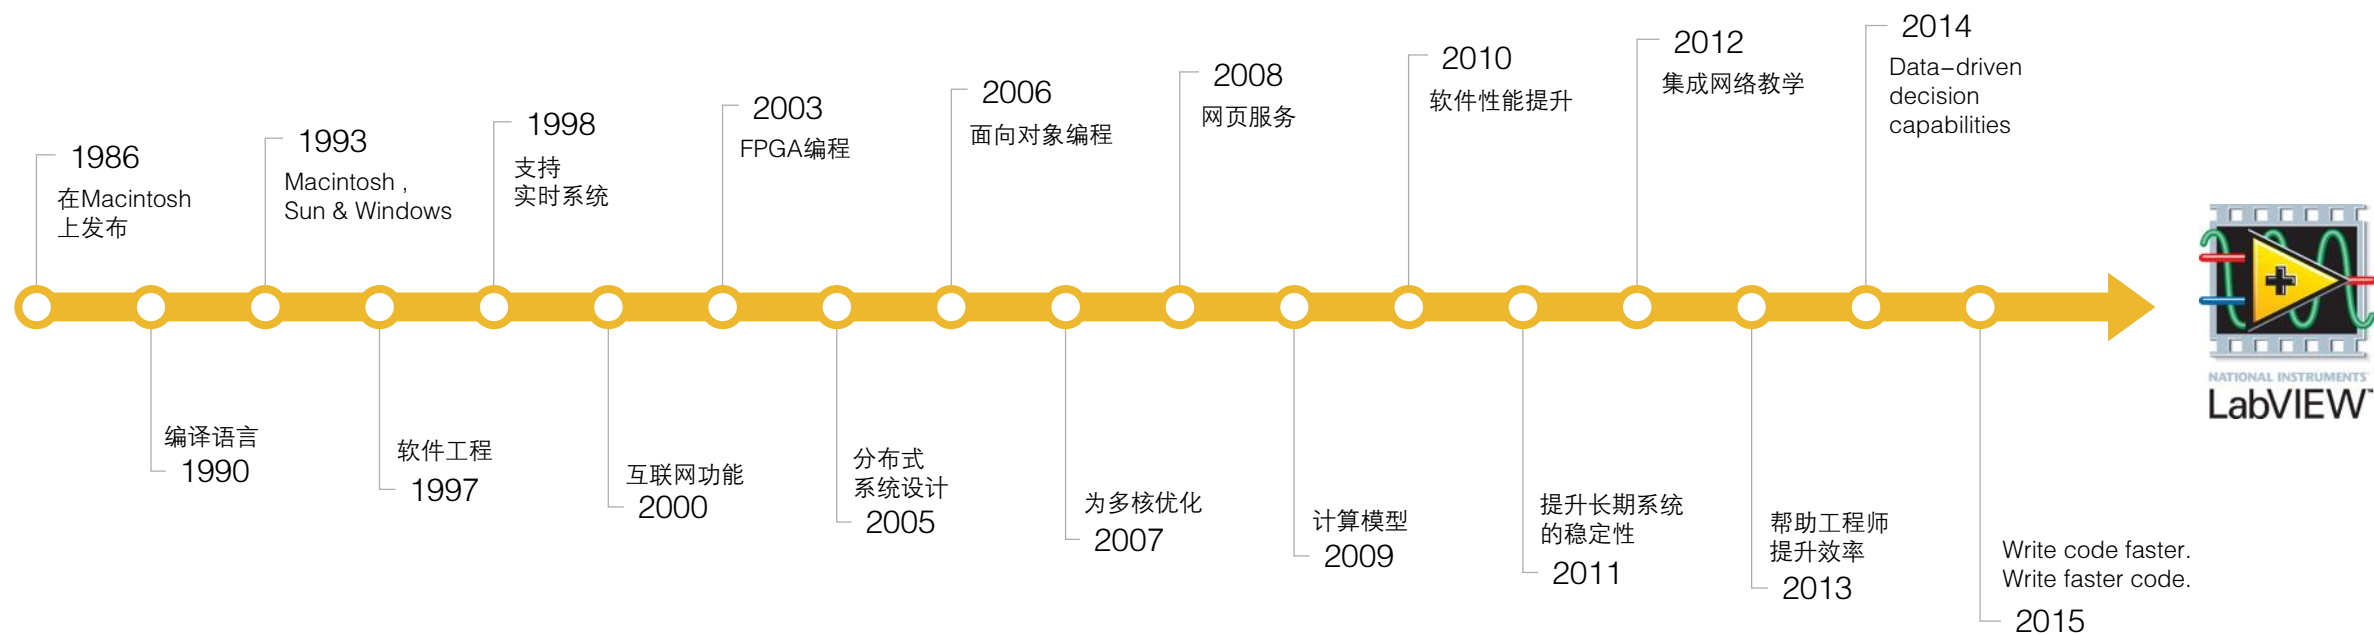 1986
在Macintosh
上发布
编译语言
1990
1993
Macintosh ,
Sun & Windows
软件工程
1997
1998
支持
实时系统
互联网功能
2000
2003
FPGA编程
分布式
系统设计
2005
2006
面向对象编程
为多核优化
2007
2008
网页服务
计算模型
2009
2010
软件性能提升
提升长期系统
的稳定性
2011
2012
集成网络教学
帮助工程师
提升效率
2013
2014
Data-driven
decision
capabilities
Write code faster.
Write faster code.
2015
NATIONAL INSTRUMENTS
LabVIEW™